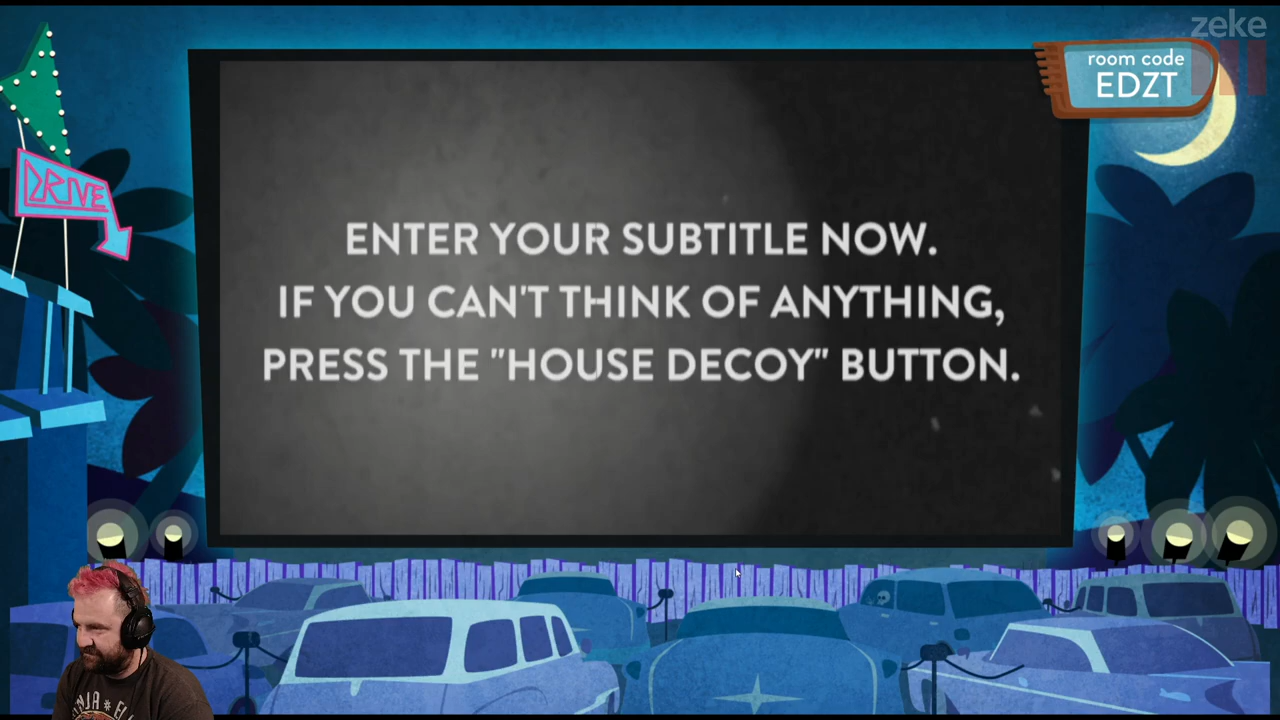 zeke
room code
EDZT
DRIVE
ENTER YOUR SUBTITLE NOW.
IF YOU CAN'T THINK OF ANYTHING,
PRESS THE "HOUSE DECOY" BUTTON.